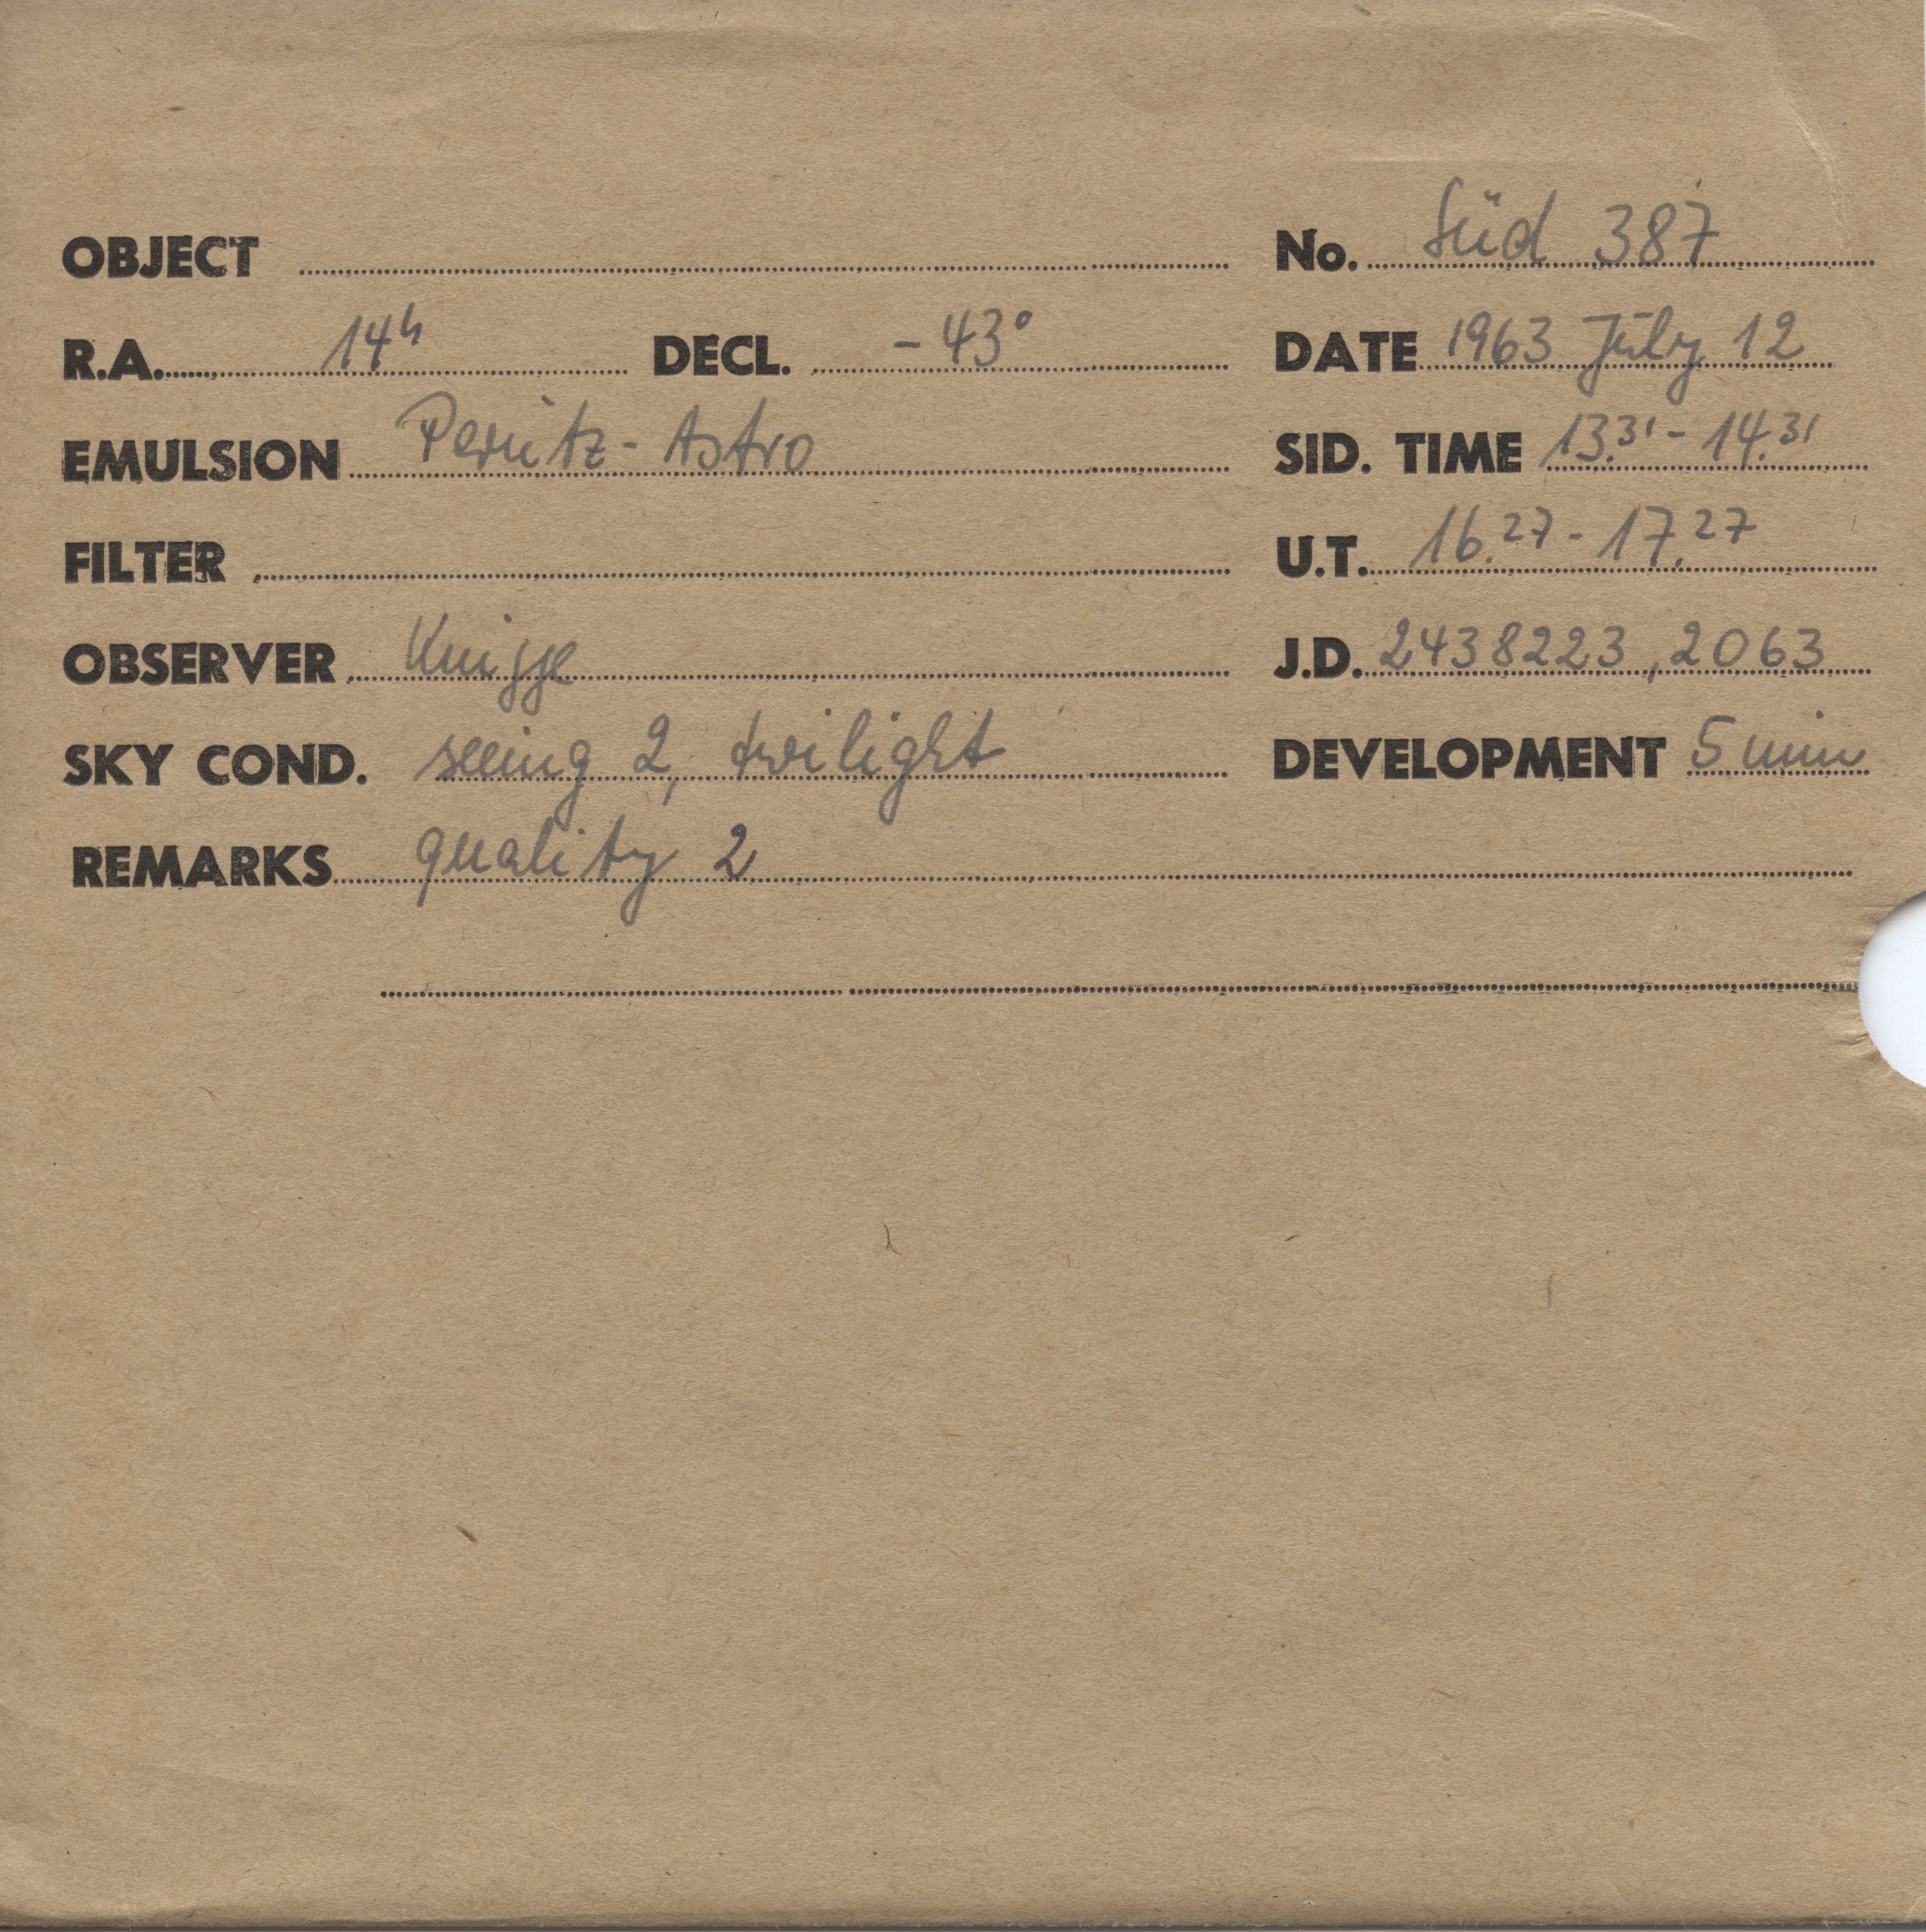 OBJECT No. Süd 387
R.A. 14h DECL. -43° DATE 1963 July 12
EMULSION Perutz-Astro SID. TIME 13.31 - 14.31
FILTER U.T. 16.27 - 17.27
OBSERVER Knigge J.D. 2438223,2063
SKY COND. seeing 2, twilight DEVELOPMENT 5 min
REMARKS quality 2